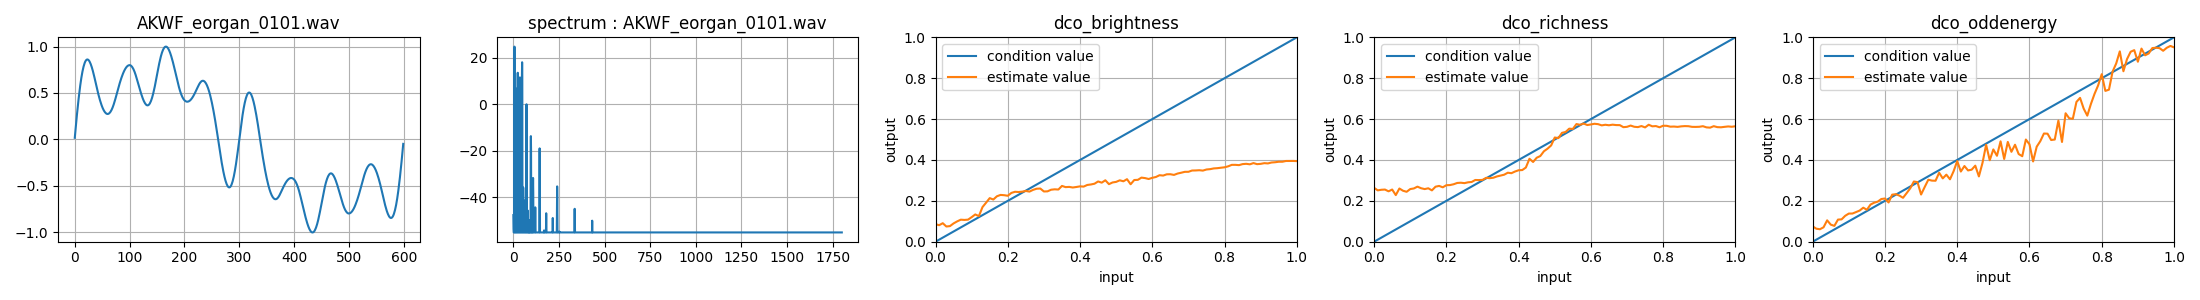 AKWF_eorgan_0101.wav
1.0
0.5
0.0
−0.5
−1.0
0 100 200 300 400 500 600
spectrum : AKWF_eorgan_0101.wav
20
0
−20
−40
0 250 500 750 1000 1250 1500 1750
dco_brightness
condition value
estimate value
output
1.0
0.8
0.6
0.4
0.2
0.0
0.0 0.2 0.4 0.6 0.8 1.0
input
dco_richness
condition value
estimate value
output
1.0
0.8
0.6
0.4
0.2
0.0
0.0 0.2 0.4 0.6 0.8 1.0
input
dco_oddenergy
condition value
estimate value
output
1.0
0.8
0.6
0.4
0.2
0.0
0.0 0.2 0.4 0.6 0.8 1.0
input